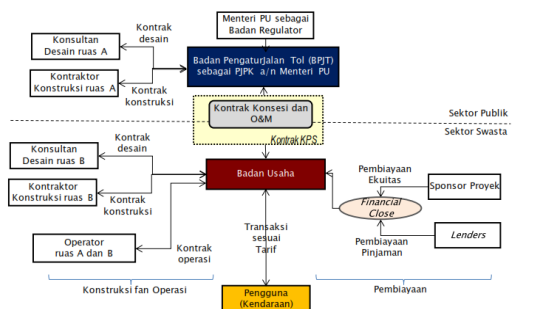 Menteri PU sebagai
Badan Regulator
Kontrak
desain
Konsultan
Desain ruas A
Badan PengaturJalan Tol (BPJT)
sebagai PJPK a/n Menteri PU
Kontraktor
Konstruksi ruas A
Kontrak
konstruksi
Kontrak Konsesi dan
O&M
Sektor Publik
Sektor Swasta
Kontrak KPS
Kontrak
desain
Konsultan
Desain ruas B
Badan Usaha
Pembiayaan
Ekuitas
Sponsor Proyek
Kontraktor
Konstruksi ruas B
Kontrak
konstruksi
Financial
Close
Operator
ruas A dan B
Kontrak
operasi
Transaksi
sesuai
Tarif
Pembiayaan
Pinjaman
Lenders
Konstruksi fan Operasi
Pengguna
(Kendaraan)
Pembiayaan